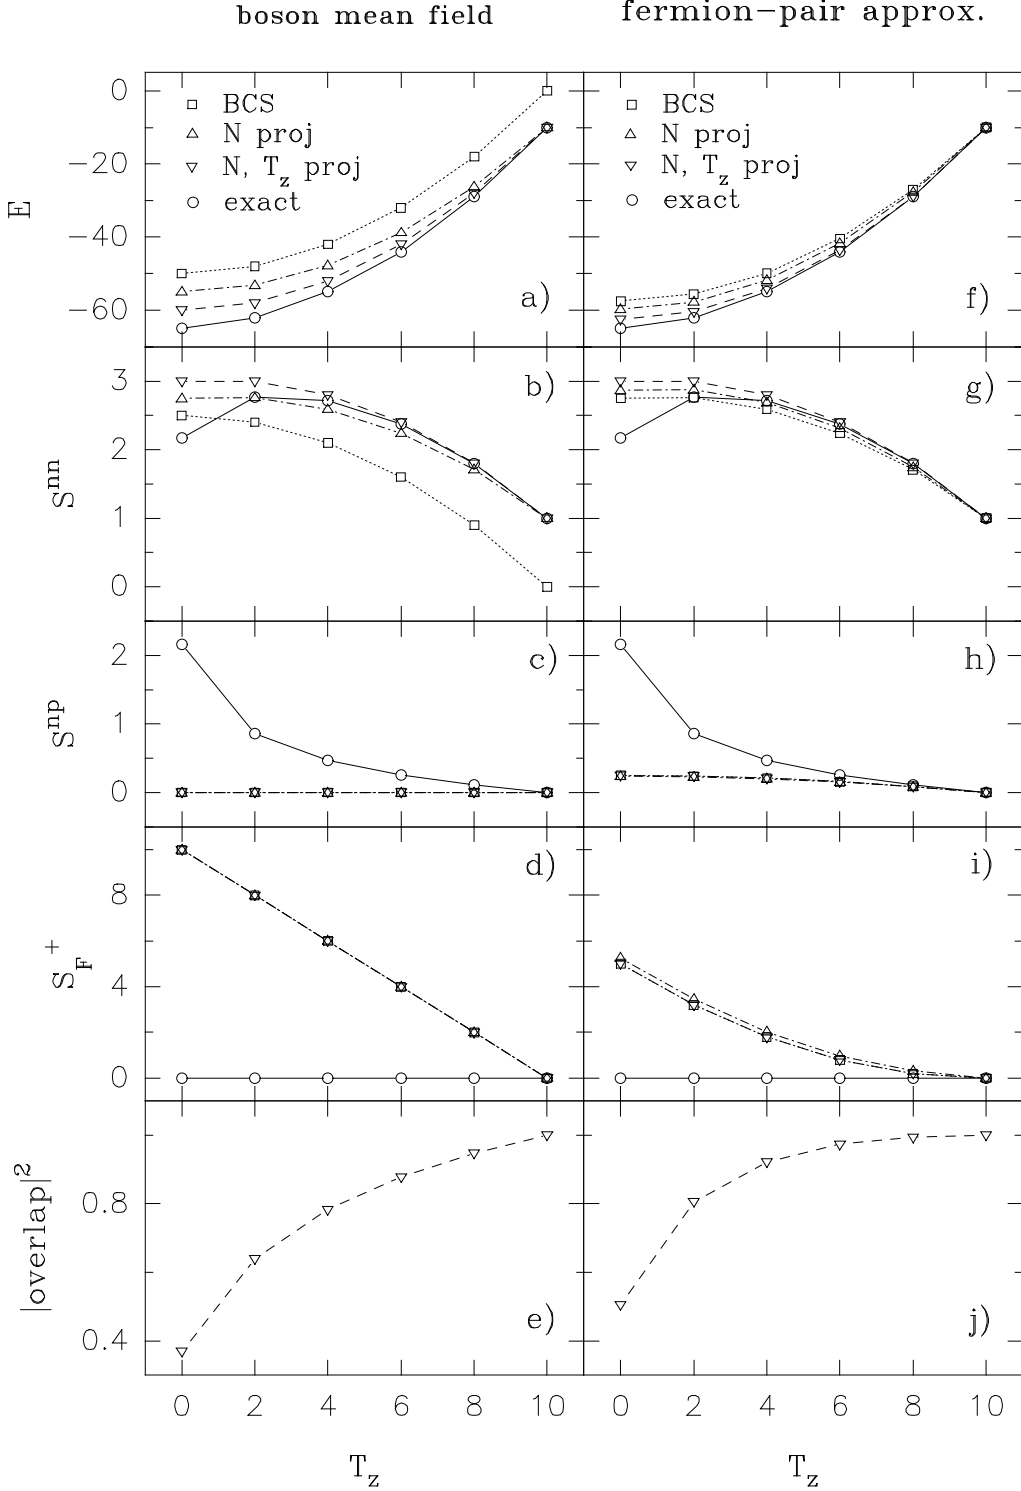 boson mean field
fermion-pair approx.
0
BCS
N proj
N, T_z proj
exact
-20
-40
-60
E
a)
BCS
N proj
N, T_z proj
exact
f)
3
2
1
0
S^nn
b)
g)
2
1
0
S^np
c)
h)
8
4
0
S_F^+
d)
i)
0.8
0.4
|overlap|^2
e)
j)
0 2 4 6 8 10
0 2 4 6 8 10
T_z
T_z